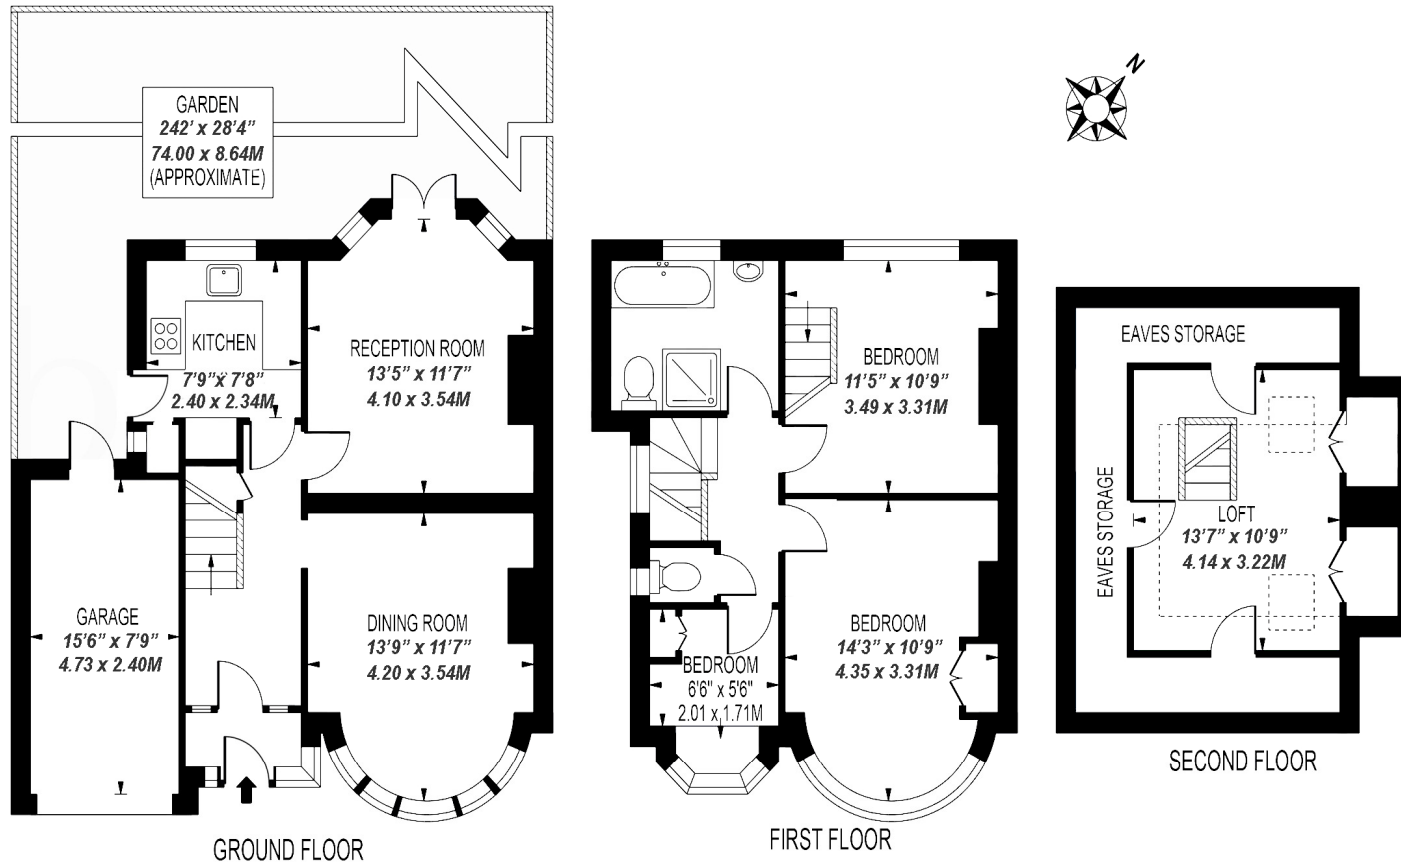 GARDEN
242' x 28'4"
74.00 x 8.64M
(APPROXIMATE)
N
KITCHEN
7'9" x 7'8"
2.40 x 2.34M
RECEPTION ROOM
13'5" x 11'7"
4.10 x 3.54M
GARAGE
15'6" x 7'9"
4.73 x 2.40M
DINING ROOM
13'9" x 11'7"
4.20 x 3.54M
GROUND FLOOR
BEDROOM
11'5" x 10'9"
3.49 x 3.31M
BEDROOM
14'3" x 10'9"
4.35 x 3.31M
BEDROOM
6'6" x 5'6"
2.01 x 1.71M
FIRST FLOOR
EAVES STORAGE
EAVES STORAGE
LOFT
13'7" x 10'9"
4.14 x 3.22M
SECOND FLOOR